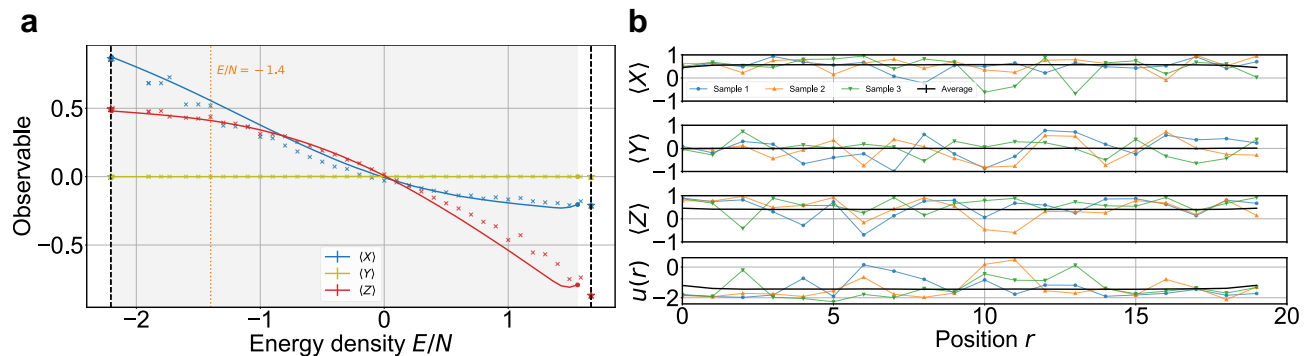 a
Observable
0.5
0.0
−0.5
E/N = −1.4
⟨X⟩
⟨Y⟩
⟨Z⟩
−2
−1
0
1
Energy density E/N
b
⟨X⟩
1
0
−1
Sample 1
Sample 2
Sample 3
Average
⟨Y⟩
1
0
−1
⟨Z⟩
1
0
−1
u(r)
0
−2
0
5
10
15
20
Position r